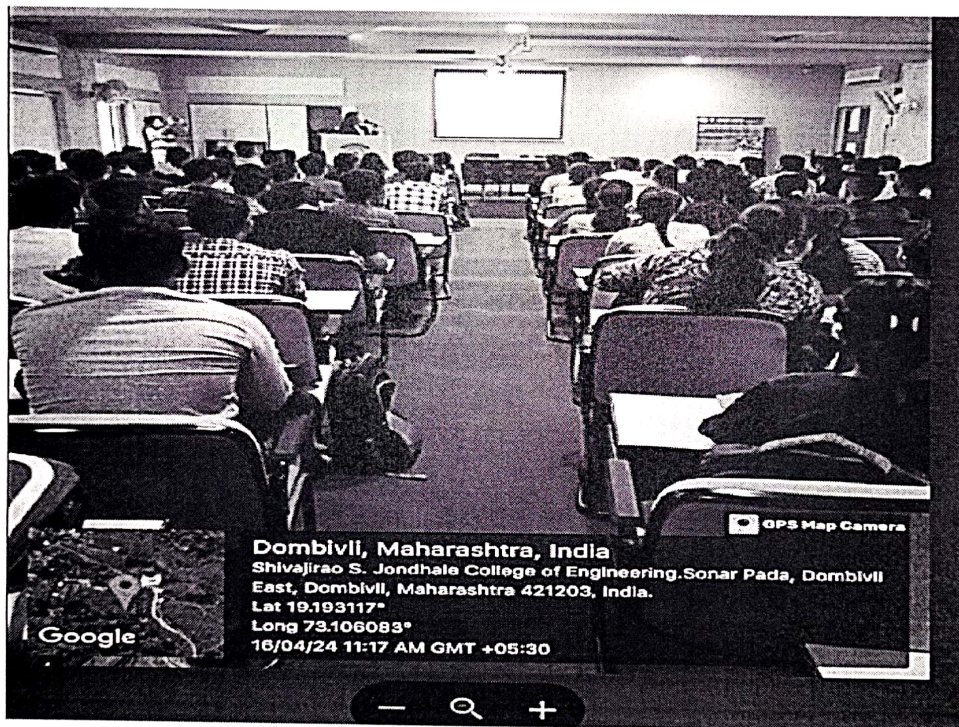 GPS Map Camera
Dombivli, Maharashtra, India
Shivajirao S. Jondhale College of Engineering.Sonar Pada, Dombivli
East, Dombivli, Maharashtra 421203, India.
Lat 19.193117°
Long 73.106083°
16/04/24 11:17 AM GMT +05:30
Google